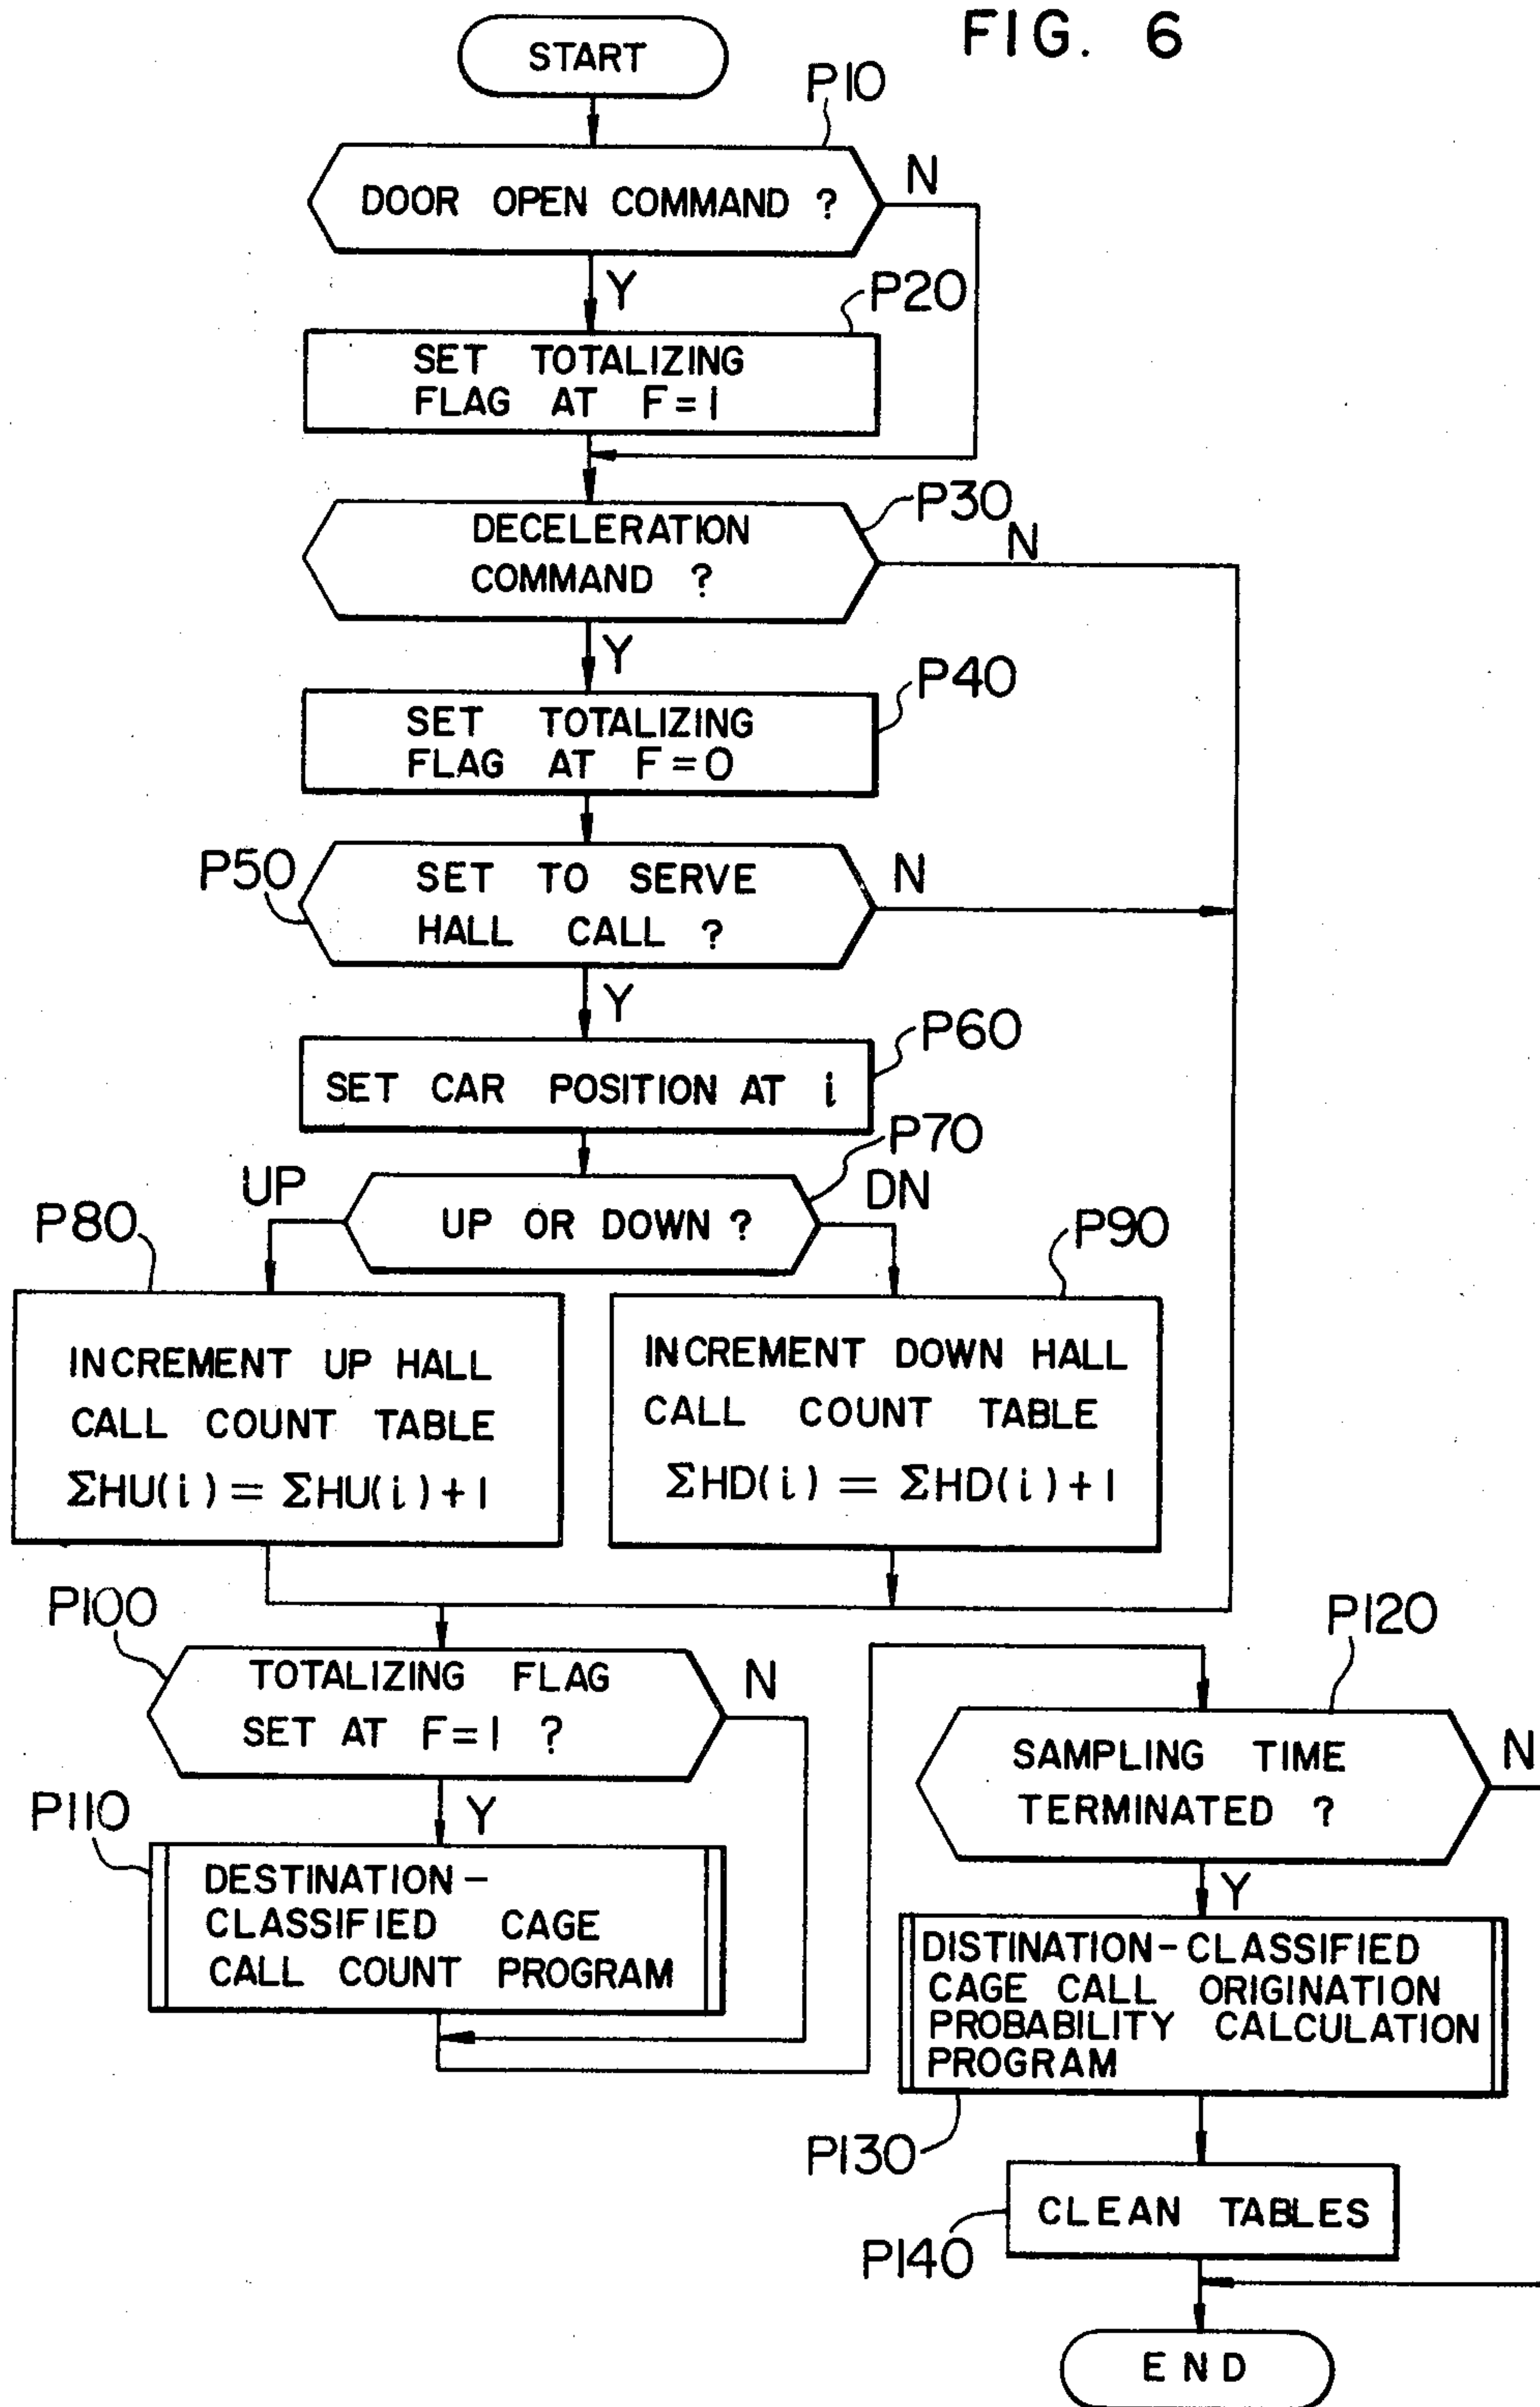 FIG. 6
START
P10
DOOR OPEN COMMAND ?
N
Y
P20
SET TOTALIZING
FLAG AT F=1
P30
DECELERATION
COMMAND ?
N
Y
P40
SET TOTALIZING
FLAG AT F=0
P50
SET TO SERVE
HALL CALL ?
N
Y
P60
SET CAR POSITION AT i
P70
UP
UP OR DOWN ?
DN
P80
INCREMENT UP HALL
CALL COUNT TABLE
ΣHU(i) = ΣHU(i)+1
P90
INCREMENT DOWN HALL
CALL COUNT TABLE
ΣHD(i) = ΣHD(i)+1
P100
TOTALIZING FLAG
SET AT F=1 ?
N
Y
P110
DESTINATION-
CLASSIFIED CAGE
CALL COUNT PROGRAM
P120
SAMPLING TIME
TERMINATED ?
N
Y
DISTINATION-CLASSIFIED
CAGE CALL ORIGINATION
PROBABILITY CALCULATION
PROGRAM
P130
CLEAN TABLES
P140
END